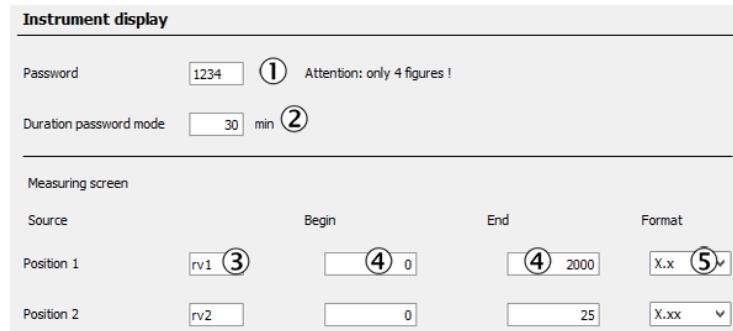 Instrument display
Password 1234 ① Attention: only 4 figures !
Duration password mode 30 min ②
Measuring screen
Source Begin End Format
Position 1 rv1 ③ ④ 0 ④ 2000 X.x ⑤
Position 2 rv2 0 25 X.xx